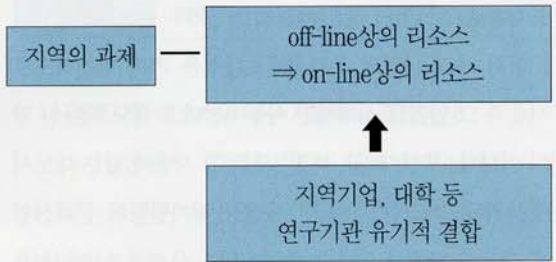 지역의 과제
off-line상의 리소스
⇒on-line상의 리소스
지역기업, 대학 등
연구기관 유기적 결합